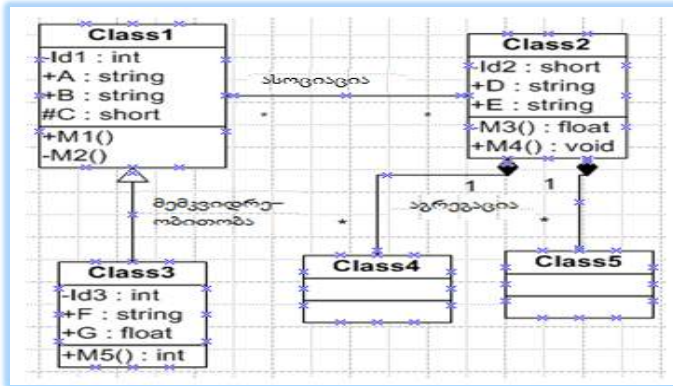 Class1
-Id1 : int
+A : string
+B : string
#C : short
+M1()
-M2()
ასოციაცია
*
*
Class2
-Id2 : short
+D : string
+E : string
-M3() : float
+M4() : void
მემკვიდრე–
ობითობა
1
1
აგრეგაცია
*
*
Class3
-Id3 : int
+F : string
+G : float
+M5() : int
Class4
Class5